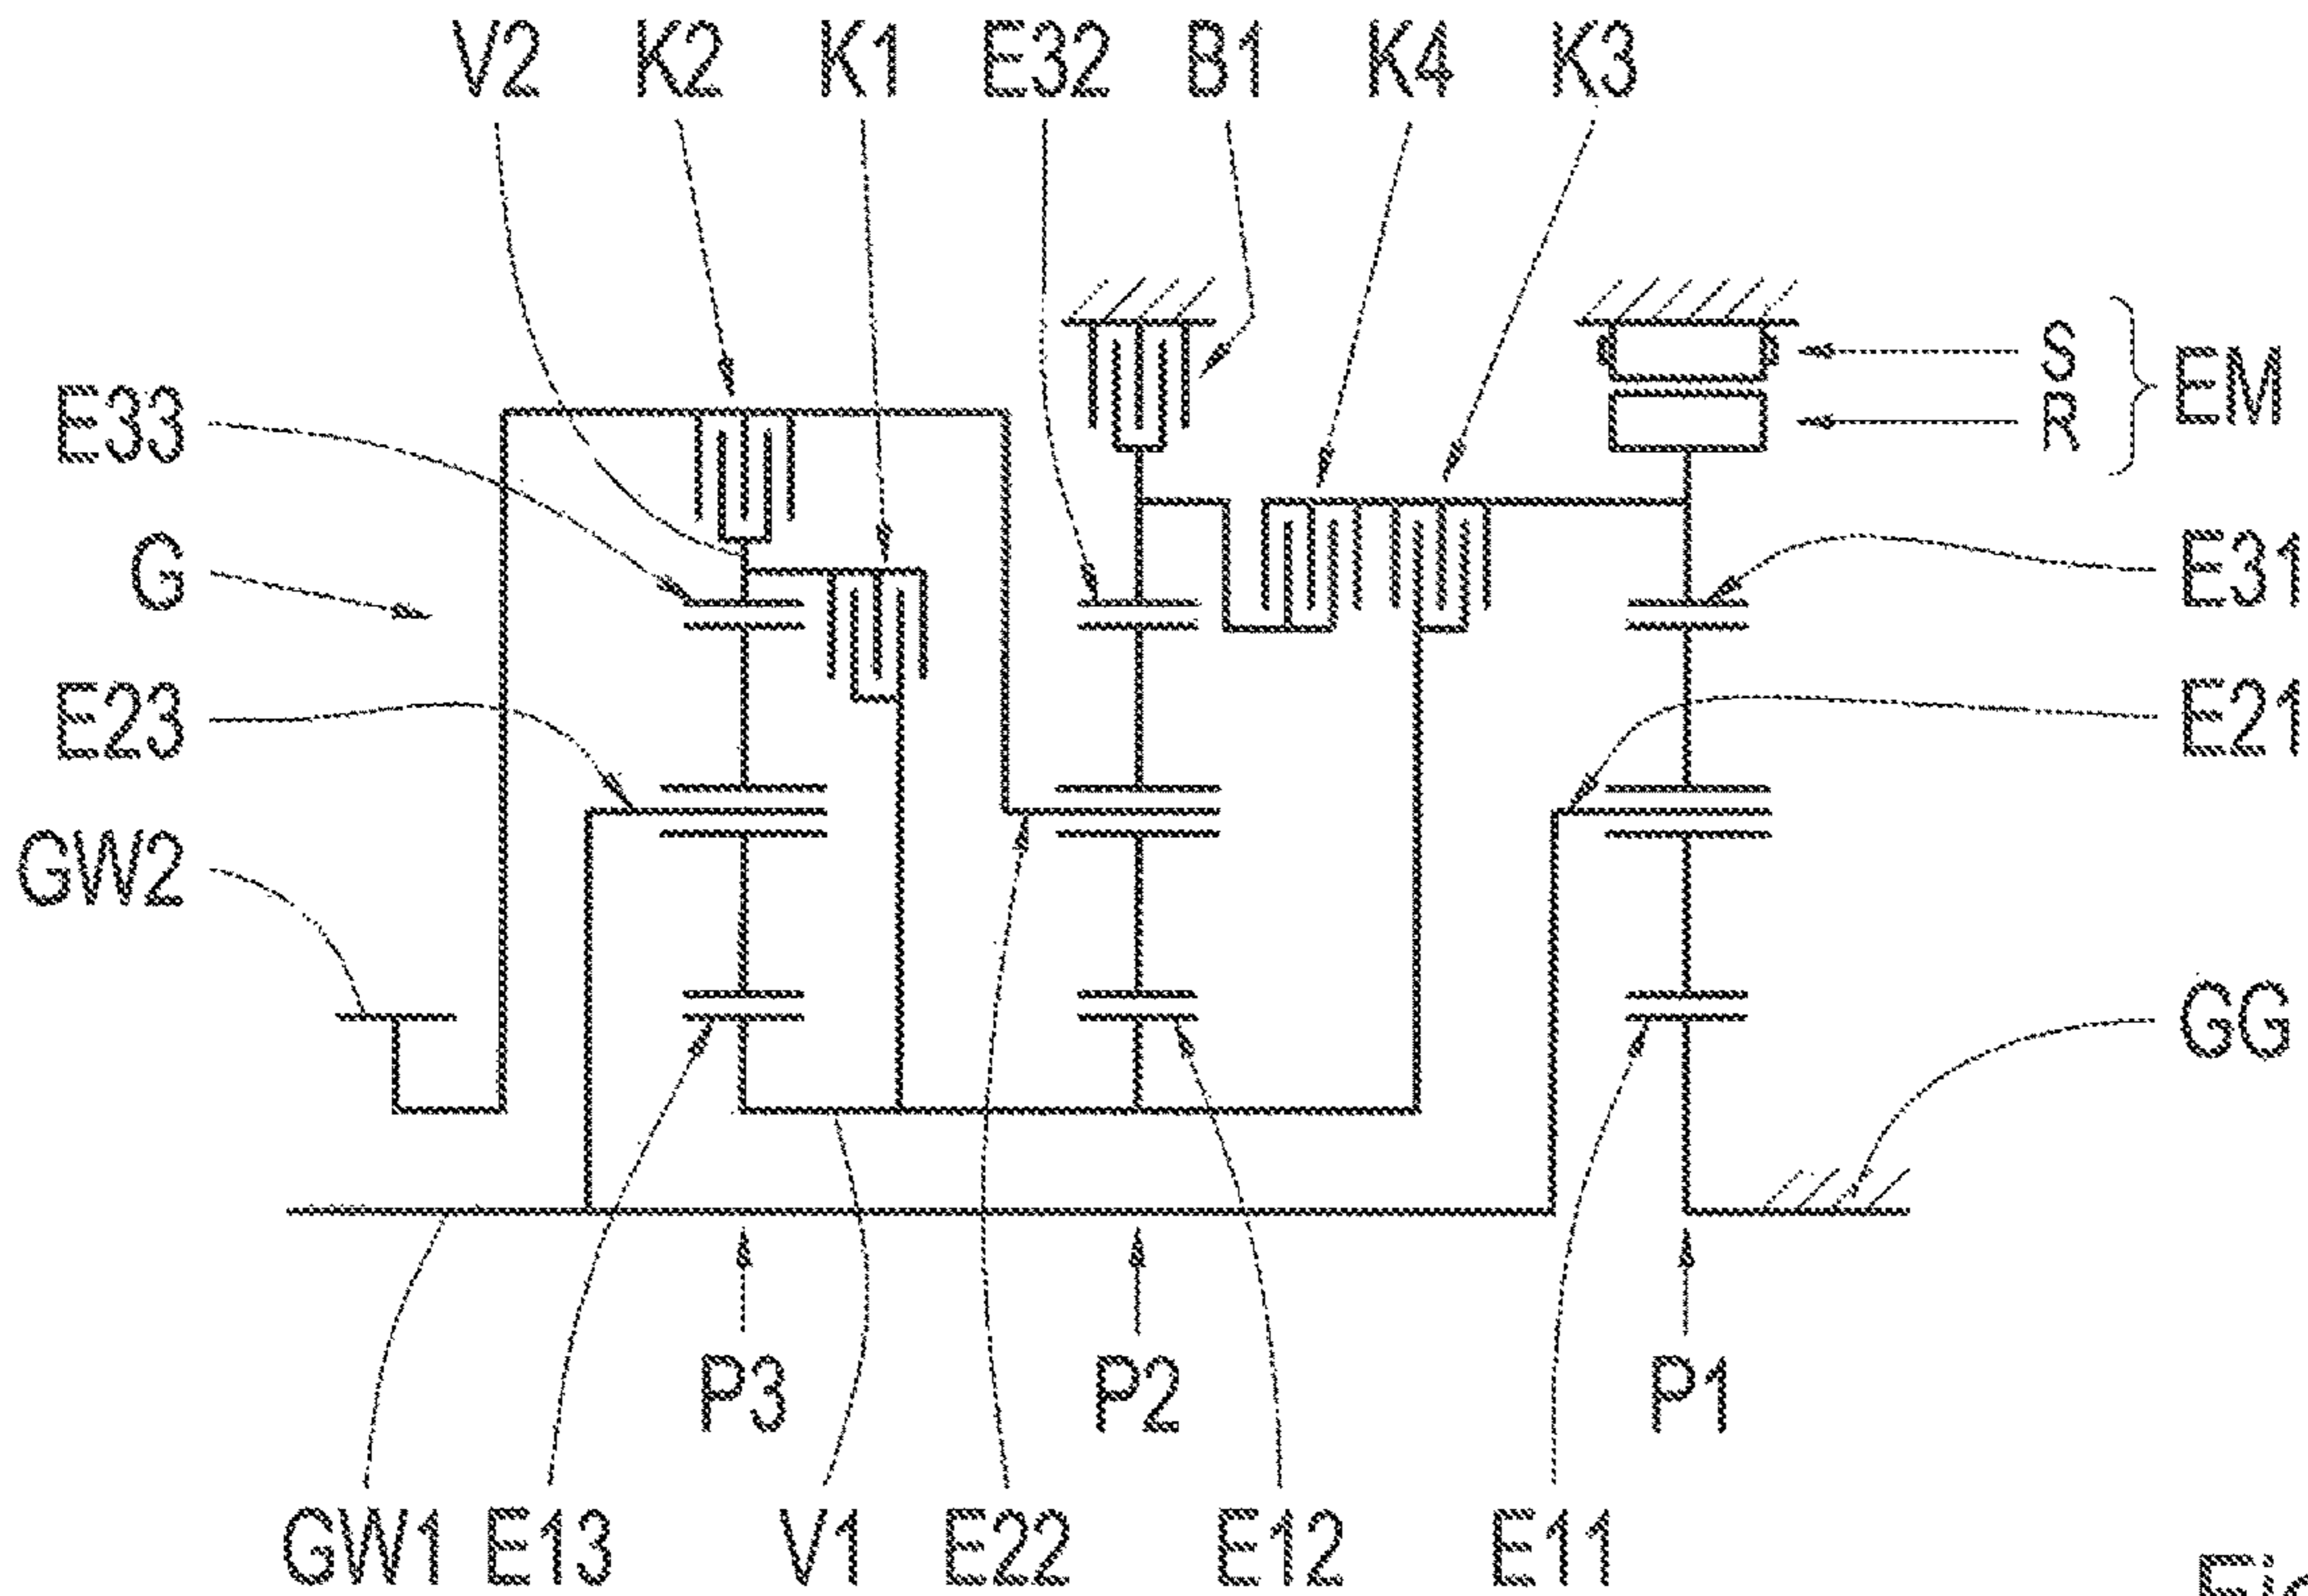 V2 K2 K1 E32 B1 K4 K3
S
EM
R
E33
G
E31
E23
E21
GW2
GG
P3 P2 P1
GW1 E13 V1 E22 E12 E11